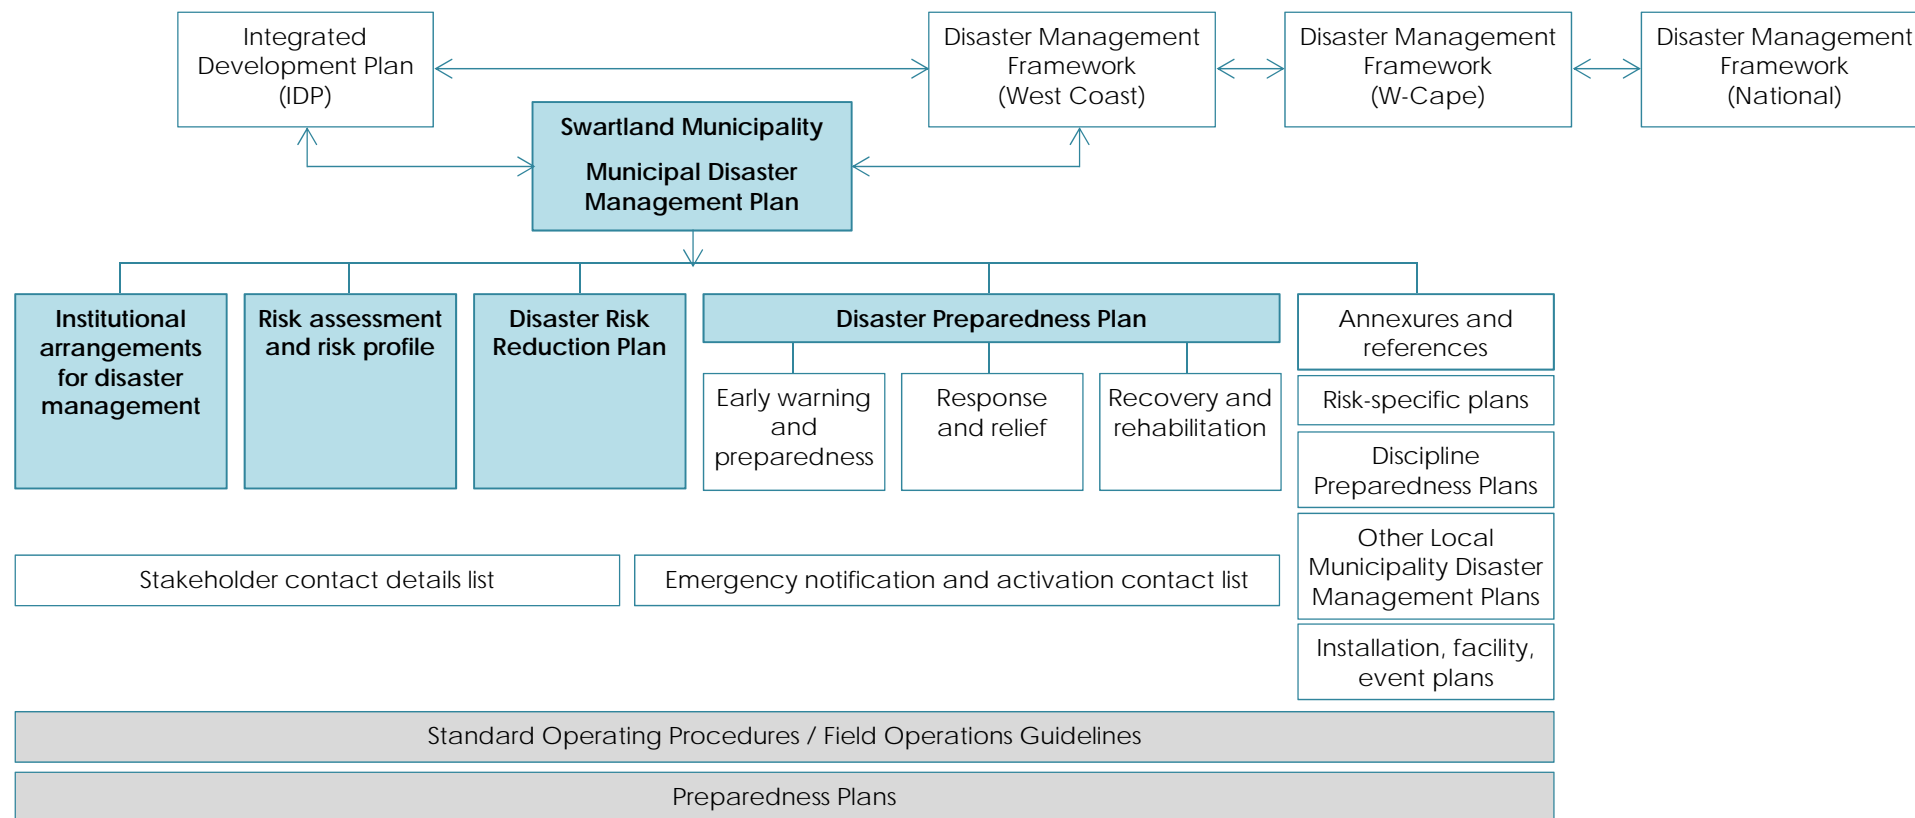 Integrated
Development Plan
(IDP)
Disaster Management
Framework
(West Coast)
Disaster Management
Framework
(W-Cape)
Disaster Management
Framework
(National)
Swartland Municipality
Municipal Disaster
Management Plan
Institutional
arrangements
for disaster
management
Risk assessment
and risk profile
Disaster Risk
Reduction Plan
Disaster Preparedness Plan
Early warning
and
preparedness
Response
and relief
Recovery and
rehabilitation
Annexures and
references
Risk-specific plans
Discipline
Preparedness Plans
Other Local
Municipality Disaster
Management Plans
Installation, facility,
event plans
Stakeholder contact details list
Emergency notification and activation contact list
Standard Operating Procedures / Field Operations Guidelines
Preparedness Plans